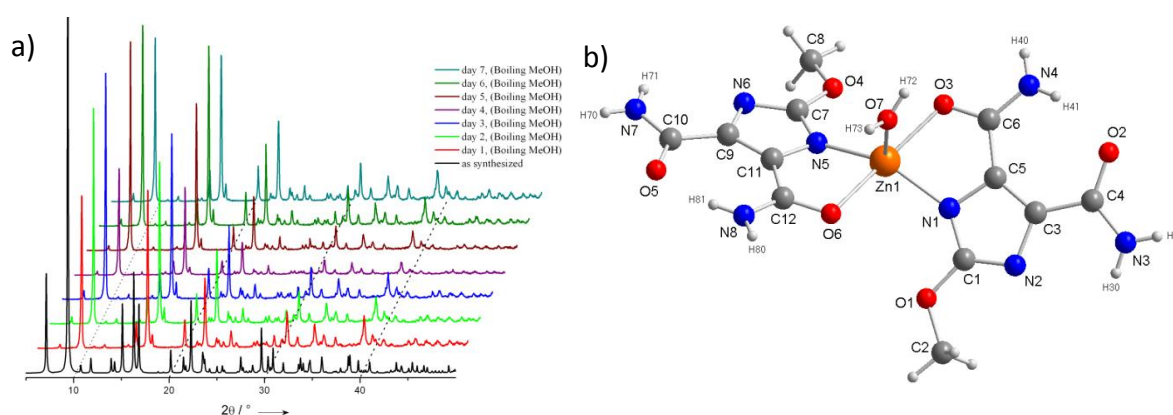 a)
day 7, (Boiling MeOH)
day 6, (Boiling MeOH)
day 5, (Boiling MeOH)
day 4, (Boiling MeOH)
day 3, (Boiling MeOH)
day 2, (Boiling MeOH)
day 1, (Boiling MeOH)
as synthesized
10
20
30
40
2θ / °
b)
C8
H40
H71
N6
O4
H72
O3
N4
H70
N7
C10
C7
O7
H73
H41
C6
O2
C9
N5
O5
C11
Zn1
C5
C4
H81
C12
N1
N8
O6
C3
H
H80
N3
C1
N2
H30
O1
C2